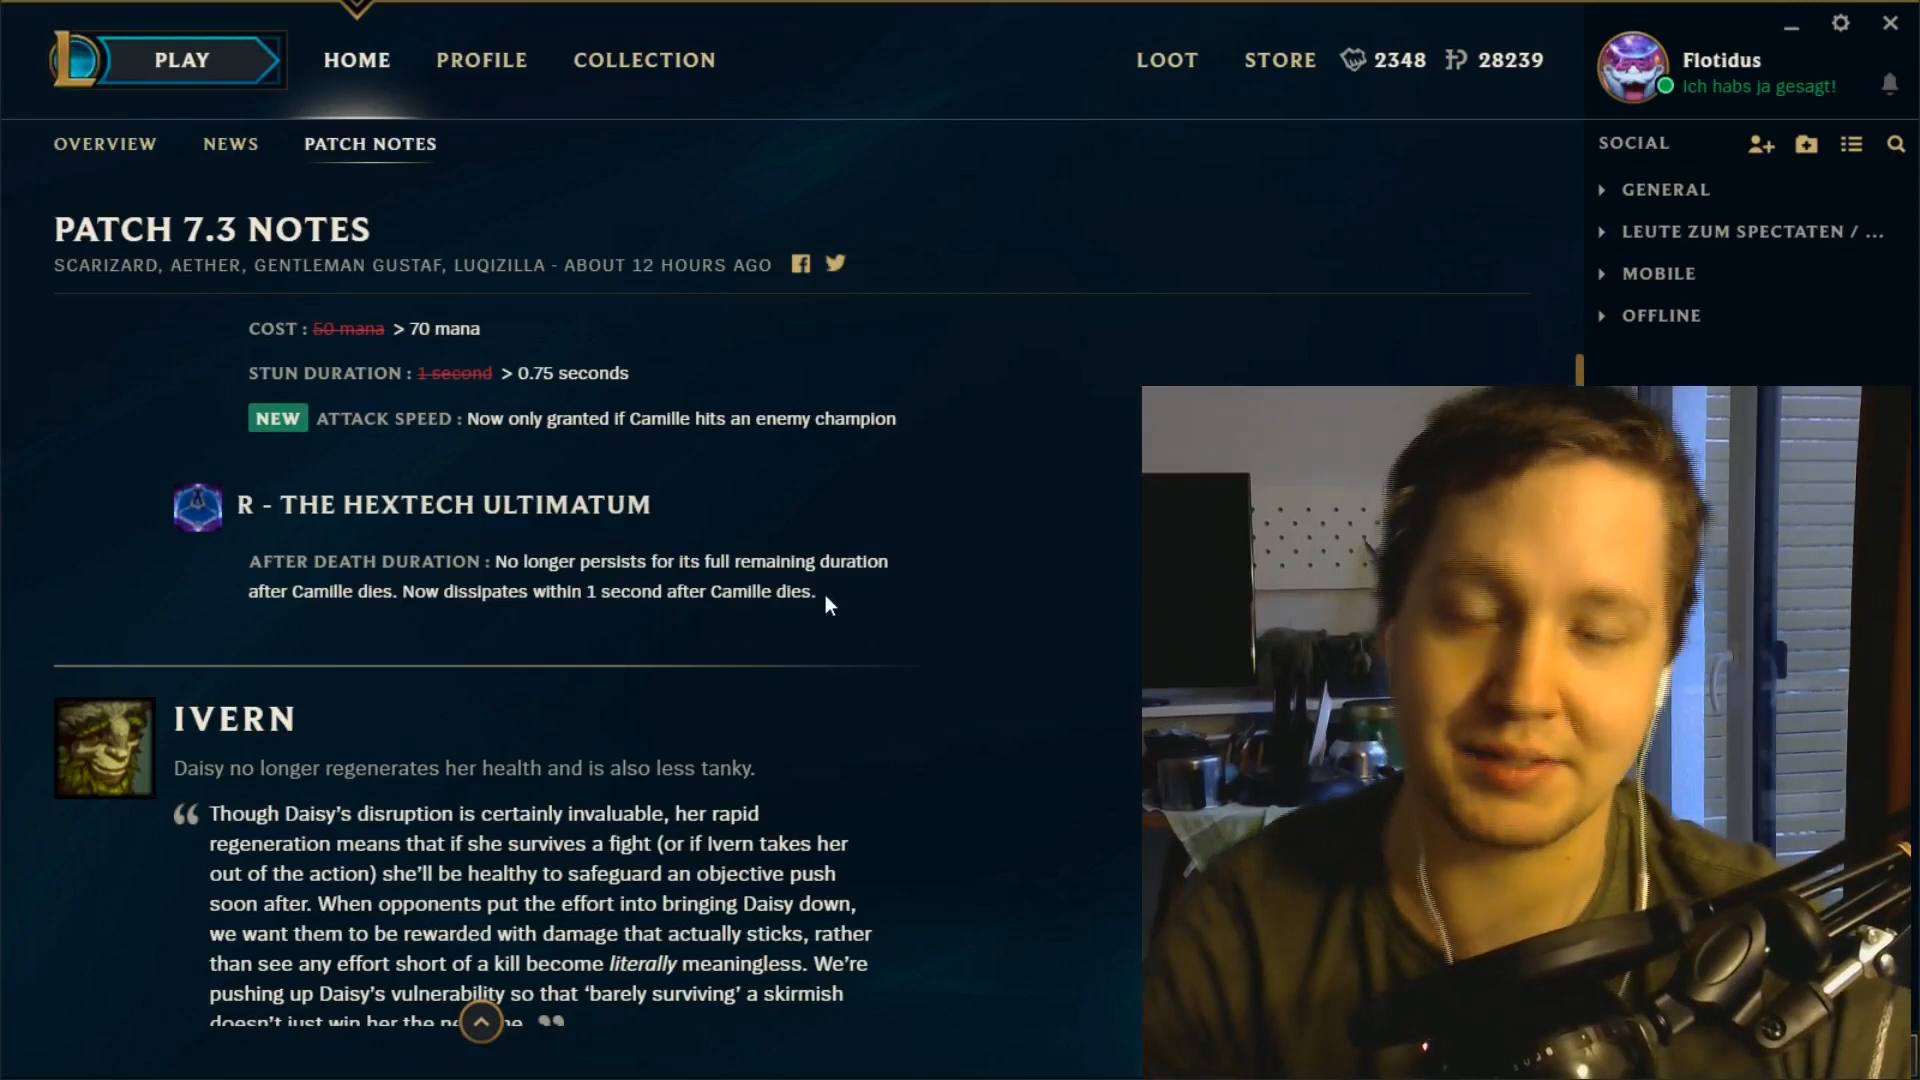 PLAY
HOME
PROFILE
COLLECTION
LOOT
STORE
2348
28239
Flotidus
Ich habs ja gesagt!
OVERVIEW
NEWS
PATCH NOTES
SOCIAL
GENERAL
LEUTE ZUM SPECTATEN / ...
MOBILE
OFFLINE
PATCH 7.3 NOTES
SCARIZARD, AETHER, GENTLEMAN GUSTAF, LUQIZILLA - ABOUT 12 HOURS AGO
COST : 50 mana > 70 mana
STUN DURATION : 1 second > 0.75 seconds
NEW ATTACK SPEED : Now only granted if Camille hits an enemy champion
R - THE HEXTECH ULTIMATUM
AFTER DEATH DURATION : No longer persists for its full remaining duration
after Camille dies. Now dissipates within 1 second after Camille dies.
IVERN
Daisy no longer regenerates her health and is also less tanky.
“ Though Daisy’s disruption is certainly invaluable, her rapid
regeneration means that if she survives a fight (or if Ivern takes her
out of the action) she’ll be healthy to safeguard an objective push
soon after. When opponents put the effort into bringing Daisy down,
we want them to be rewarded with damage that actually sticks, rather
than see any effort short of a kill become literally meaningless. We’re
pushing up Daisy’s vulnerability so that ‘barely surviving’ a skirmish
doesn’t just win her the ”